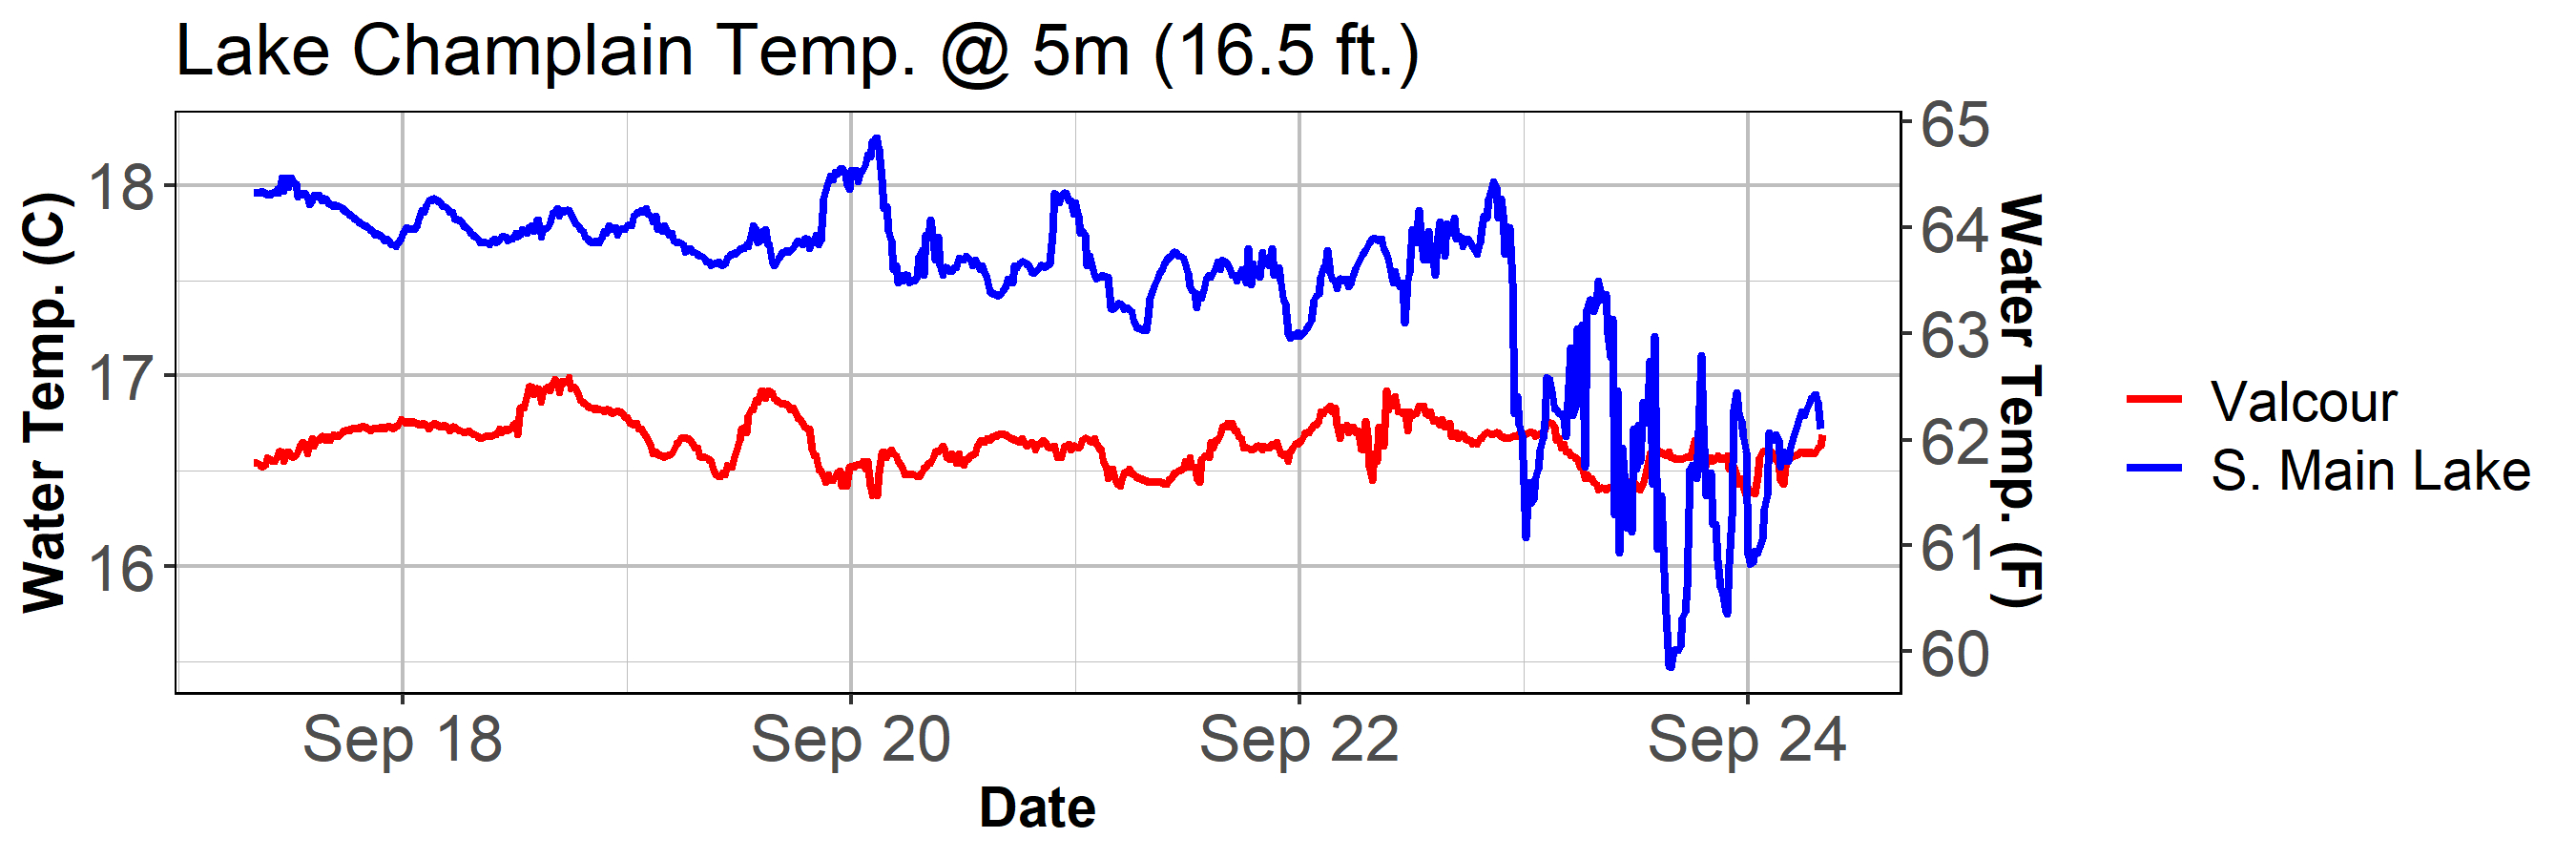 Lake Champlain Temp. @ 5m (16.5 ft.)
Water Temp. (C)
18
17
16
65
64
63
62
61
60
Water Temp. (F)
Sep 18
Sep 20
Sep 22
Sep 24
Date
Valcour
S. Main Lake